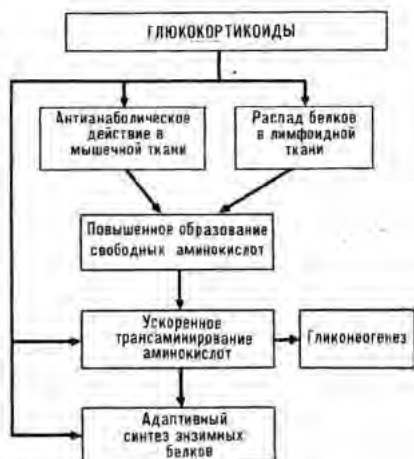 ГЛЮКОКОРТИКОИДЫ
Антианаболическое
действие в
мышечной ткани
Распад белков
в лимфоидной
ткани
Повышенное образование
свободных аминокислот
Ускоренное
трансаминирование
аминокислот
Гликонеогенез
Адаптивный
синтез энзимных
белков